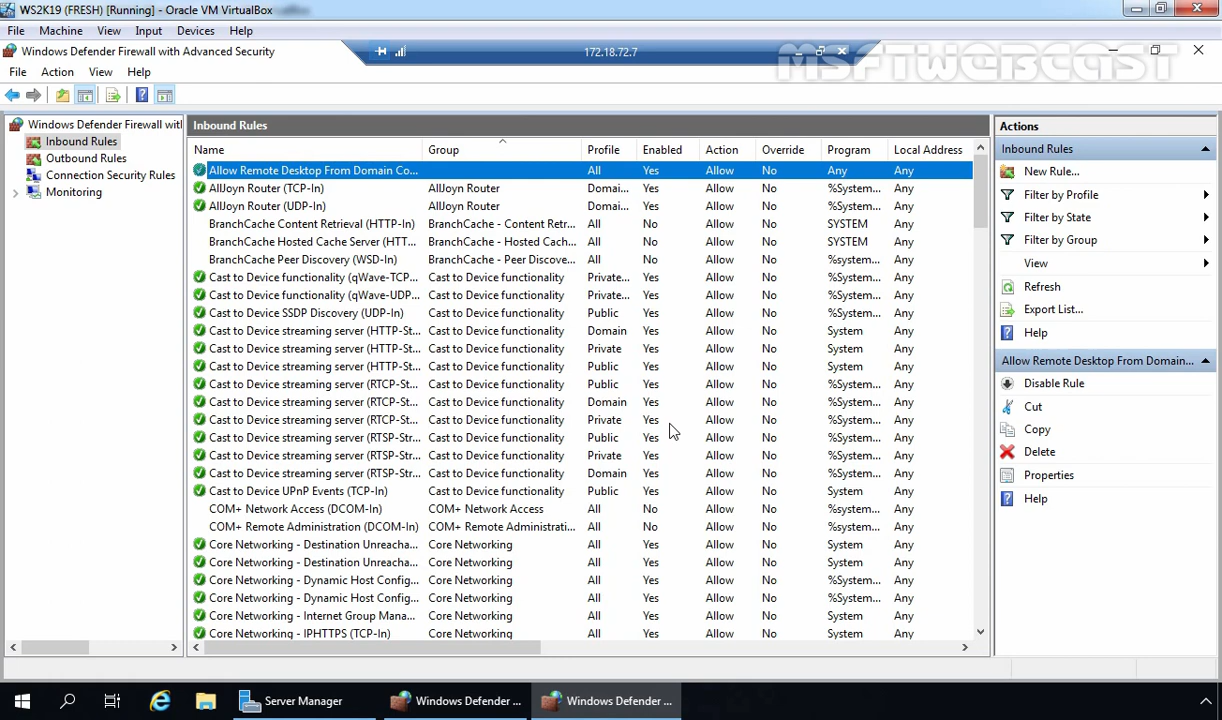 WS2K19 (FRESH) [Running] - Oracle VM VirtualBox
File Machine View Input Devices Help
Windows Defender Firewall with Advanced Security
172.18.72.7
MSFTWEBCAST
File Action View Help
Windows Defender Firewall wit
Inbound Rules
Outbound Rules
Connection Security Rules
Monitoring
Inbound Rules
Name Group Profile Enabled Action Override Program Local Address
Allow Remote Desktop From Domain Co... All Yes Allow No Any Any
AllJoyn Router (TCP-In) AllJoyn Router Domai... Yes Allow No %System... Any
AllJoyn Router (UDP-In) AllJoyn Router Domai... Yes Allow No %System... Any
BranchCache Content Retrieval (HTTP-In) BranchCache - Content Retr... All No Allow No SYSTEM Any
BranchCache Hosted Cache Server (HTT... BranchCache - Hosted Cach... All No Allow No SYSTEM Any
BranchCache Peer Discovery (WSD-In) BranchCache - Peer Discove... All No Allow No %system... Any
Cast to Device functionality (qWave-TCP... Cast to Device functionality Private... Yes Allow No %System... Any
Cast to Device functionality (qWave-UDP... Cast to Device functionality Private... Yes Allow No %System... Any
Cast to Device SSDP Discovery (UDP-In) Cast to Device functionality Public Yes Allow No %System... Any
Cast to Device streaming server (HTTP-St... Cast to Device functionality Domain Yes Allow No System Any
Cast to Device streaming server (HTTP-St... Cast to Device functionality Private Yes Allow No System Any
Cast to Device streaming server (HTTP-St... Cast to Device functionality Public Yes Allow No System Any
Cast to Device streaming server (RTCP-St... Cast to Device functionality Public Yes Allow No %System... Any
Cast to Device streaming server (RTCP-St... Cast to Device functionality Domain Yes Allow No %System... Any
Cast to Device streaming server (RTCP-St... Cast to Device functionality Private Yes Allow No %System... Any
Cast to Device streaming server (RTSP-Str... Cast to Device functionality Public Yes Allow No %System... Any
Cast to Device streaming server (RTSP-Str... Cast to Device functionality Private Yes Allow No %System... Any
Cast to Device streaming server (RTSP-Str... Cast to Device functionality Domain Yes Allow No %System... Any
Cast to Device UPnP Events (TCP-In) Cast to Device functionality Public Yes Allow No System Any
COM+ Network Access (DCOM-In) COM+ Network Access All No Allow No %system... Any
COM+ Remote Administration (DCOM-In) COM+ Remote Administrati... All No Allow No %system... Any
Core Networking - Destination Unreacha... Core Networking All Yes Allow No System Any
Core Networking - Destination Unreacha... Core Networking All Yes Allow No System Any
Core Networking - Dynamic Host Config... Core Networking All Yes Allow No %System... Any
Core Networking - Dynamic Host Config... Core Networking All Yes Allow No %System... Any
Core Networking - Internet Group Mana... Core Networking All Yes Allow No System Any
Core Networking - IPHTTPS (TCP-In) Core Networking All Yes Allow No System Any
Actions
Inbound Rules
New Rule...
Filter by Profile
Filter by State
Filter by Group
View
Refresh
Export List...
Help
Allow Remote Desktop From Domain...
Disable Rule
Cut
Copy
Delete
Properties
Help
Server Manager Windows Defender ... Windows Defender ...